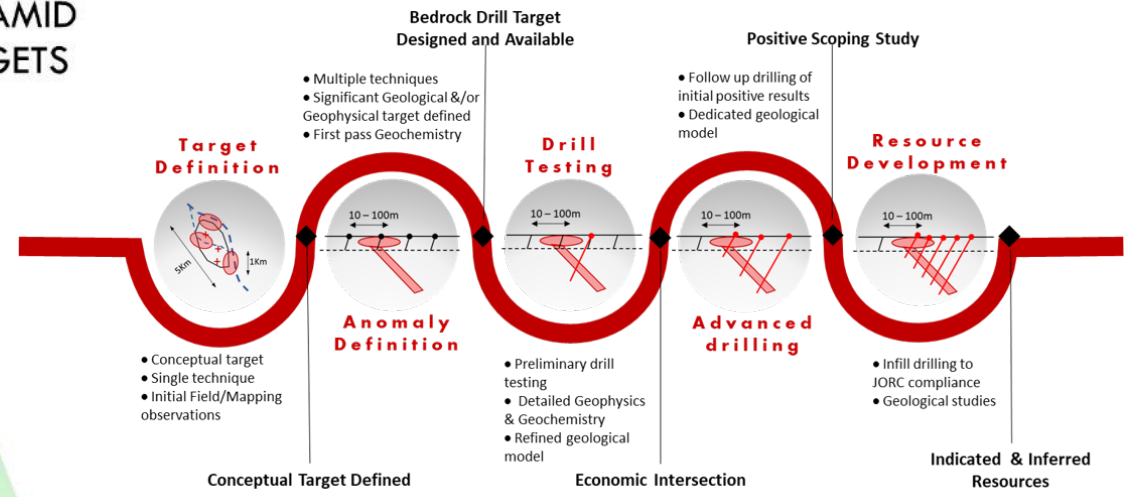 AMID
GETS
Bedrock Drill Target
Designed and Available
Positive Scoping Study
• Multiple techniques
• Significant Geological &/or
Geophysical target defined
• First pass Geochemistry
• Follow up drilling of
initial positive results
• Dedicated geological
model
Target
Definition
Drill
Testing
Resource
Development
5Km
1Km
10 – 100m
10 – 100m
10 – 100m
10 – 100m
Anomaly
Definition
Advanced
drilling
• Conceptual target
• Single technique
• Initial Field/Mapping
observations
• Preliminary drill
testing
• Detailed Geophysics
& Geochemistry
• Refined geological
model
• Infill drilling to
JORC compliance
• Geological studies
Conceptual Target Defined
Economic Intersection
Indicated & Inferred
Resources